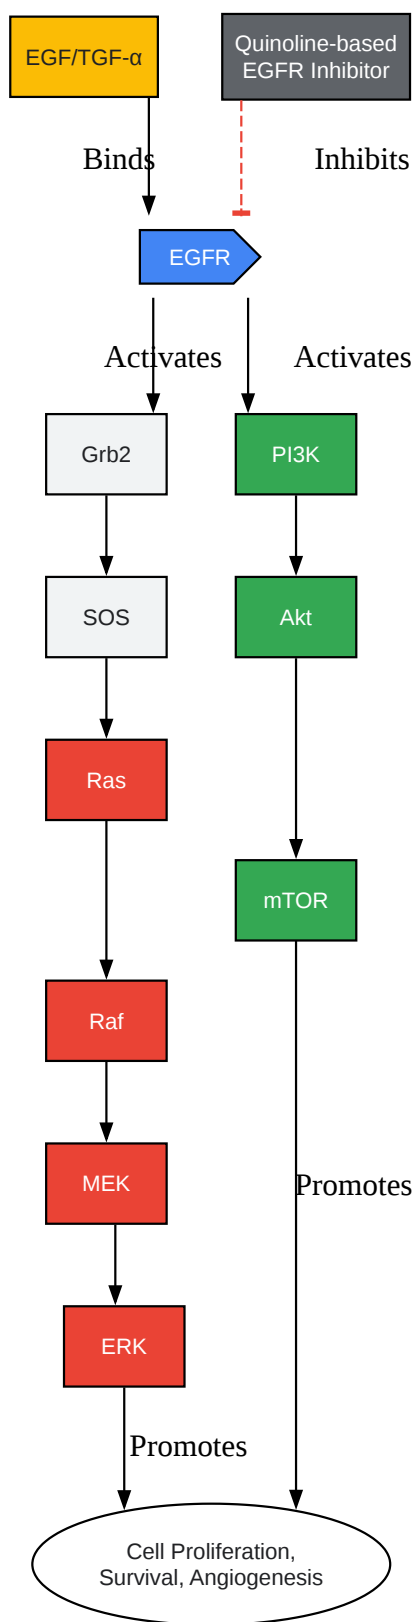 EGF/TGF-α
Quinoline-based
EGFR Inhibitor
Binds
Inhibits
EGFR
Activates
Activates
Grb2
PI3K
SOS
Akt
Ras
mTOR
Raf
MEK
Promotes
ERK
Promotes
Cell Proliferation,
Survival, Angiogenesis